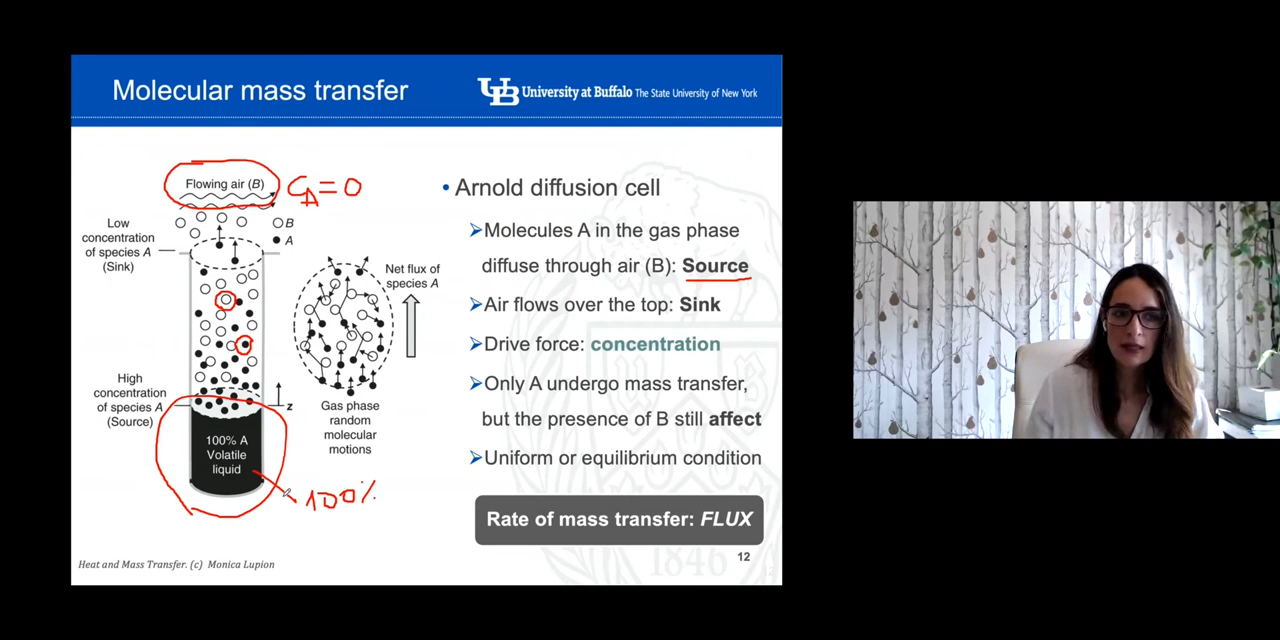 Molecular mass transfer
UB University at Buffalo The State University of New York
Flowing air (B)
C_A = 0
B
A
Low
concentration
of species A
(Sink)
Net flux of
species A
High
concentration
of species A
(Source)
z
100% A
Volatile
liquid
100%
Gas phase
random
molecular
motions
• Arnold diffusion cell
Molecules A in the gas phase
diffuse through air (B): Source
Air flows over the top: Sink
Drive force: concentration
Only A undergo mass transfer,
but the presence of B still affect
Uniform or equilibrium condition
Rate of mass transfer: FLUX
Heat and Mass Transfer. (c) Monica Lupion
12
1846